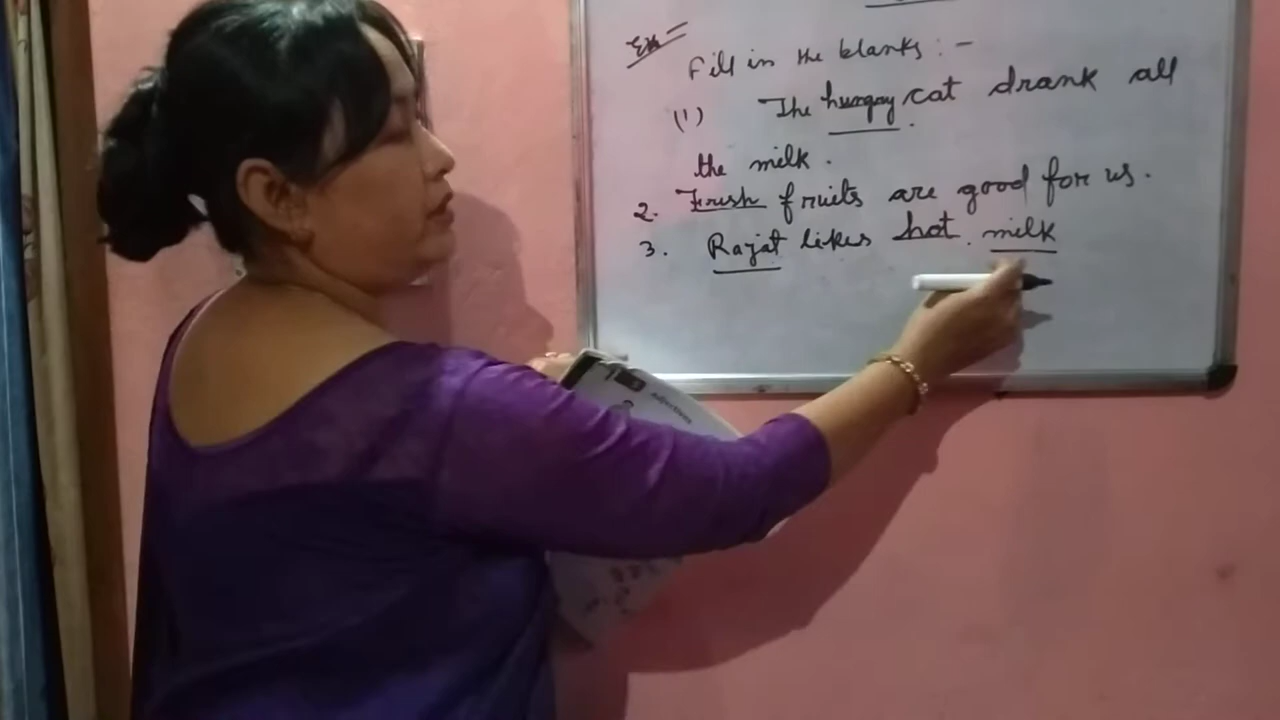 Ex
Fill in the blanks : -
(1) The hungry cat drank all
the milk .
2. Fresh fruits are good for us .
3. Rajat likes hot . milk
Adjectives